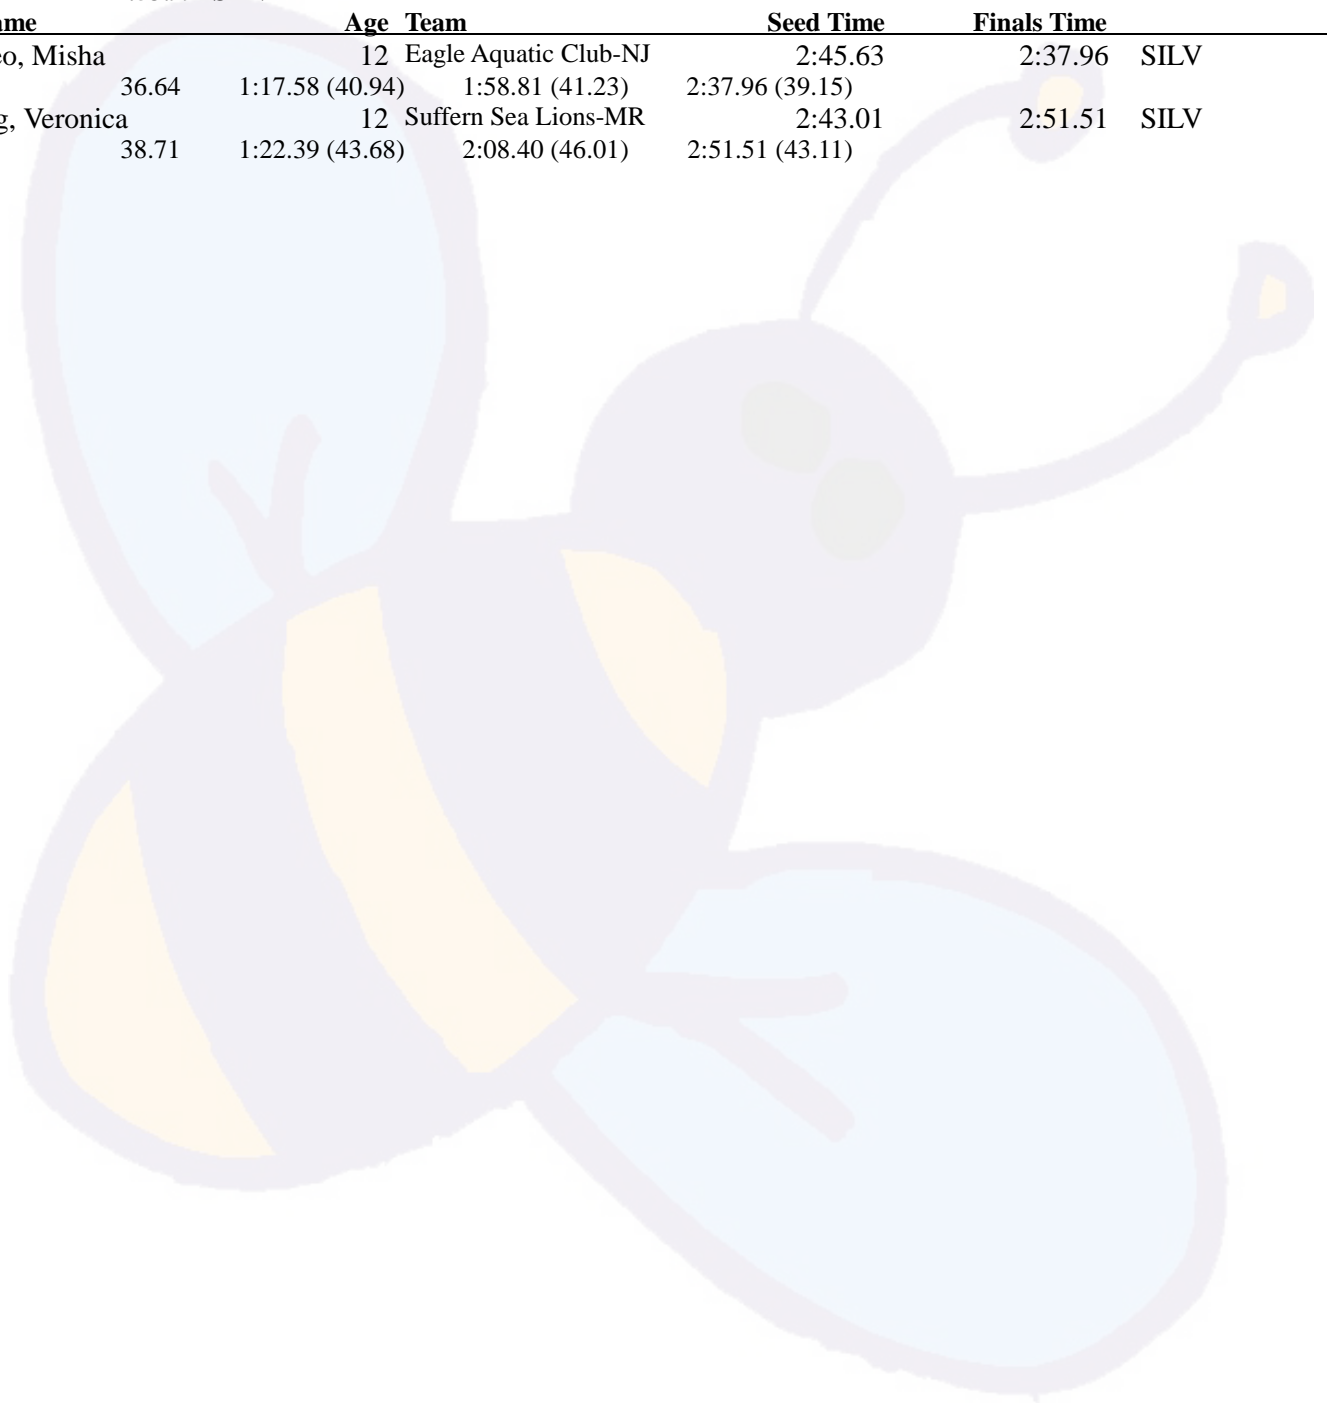 ame Age Team Seed Time Finals Time
eo, Misha 12 Eagle Aquatic Club-NJ 2:45.63 2:37.96 SILV
36.64 1:17.58 (40.94) 1:58.81 (41.23) 2:37.96 (39.15)
g, Veronica 12 Suffern Sea Lions-MR 2:43.01 2:51.51 SILV
38.71 1:22.39 (43.68) 2:08.40 (46.01) 2:51.51 (43.11)